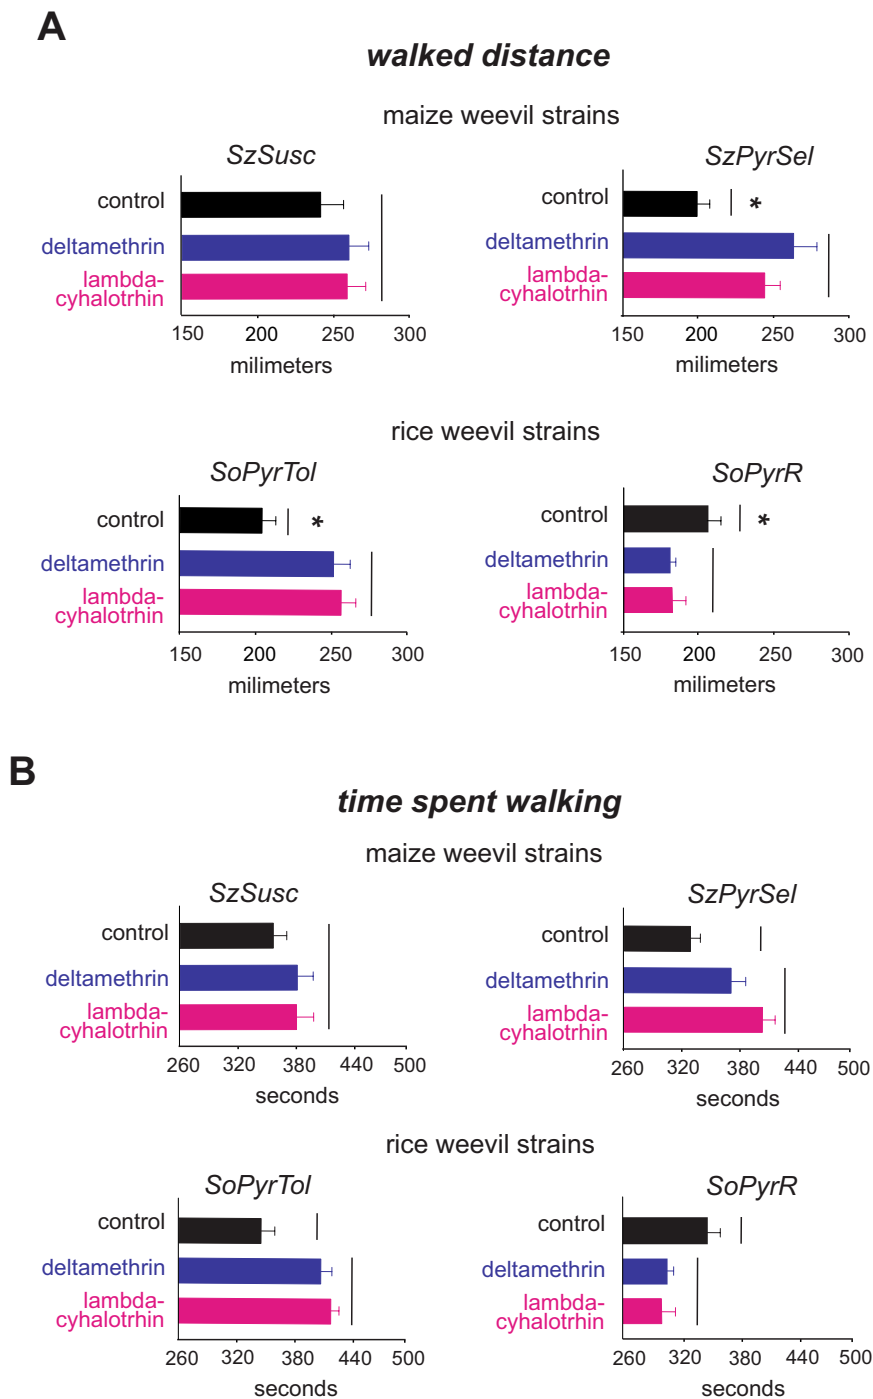 A
walked distance
maize weevil strains
SzSusc
control
deltamethrin
lambda-
cyhalotrhin
150 200 250 300
milimeters
SzPyrSel
control
*
deltamethrin
lambda-
cyhalotrhin
150 200 250 300
milimeters
rice weevil strains
SoPyrTol
control
*
deltamethrin
lambda-
cyhalotrhin
150 200 250 300
milimeters
SoPyrR
control
*
deltamethrin
lambda-
cyhalotrhin
150 200 250 300
milimeters
B
time spent walking
maize weevil strains
SzSusc
control
deltamethrin
lambda-
cyhalotrhin
260 320 380 440 500
seconds
SzPyrSel
control
deltamethrin
lambda-
cyhalotrhin
260 320 380 440 500
seconds
rice weevil strains
SoPyrTol
control
deltamethrin
lambda-
cyhalotrhin
260 320 380 440 500
seconds
SoPyrR
control
deltamethrin
lambda-
cyhalotrhin
260 320 380 440 500
seconds